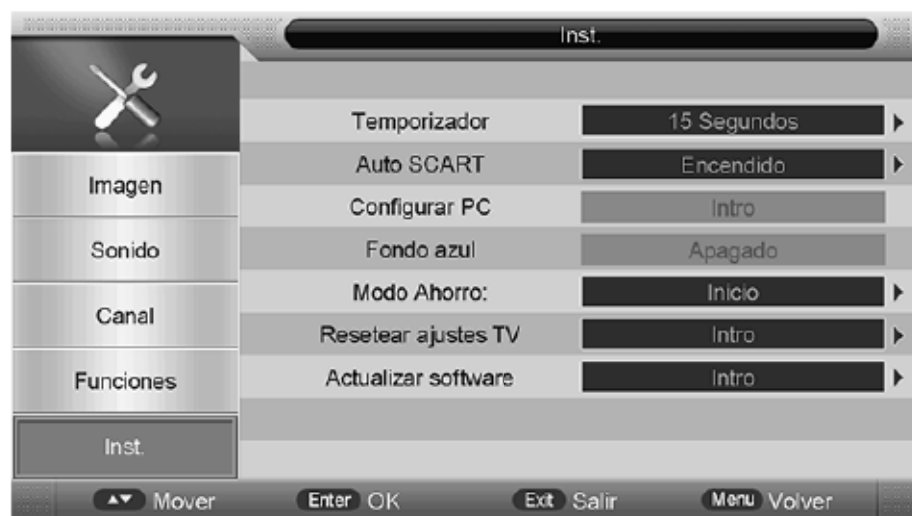 Inst.
Temporizador 15 Segundos
Auto SCART Encendido
Configurar PC Intro
Fondo azul Apagado
Modo Ahorro: Inicio
Resetear ajustes TV Intro
Actualizar software Intro
Imagen
Sonido
Canal
Funciones
Inst.
Mover Enter OK Exit Salir Menu Volver